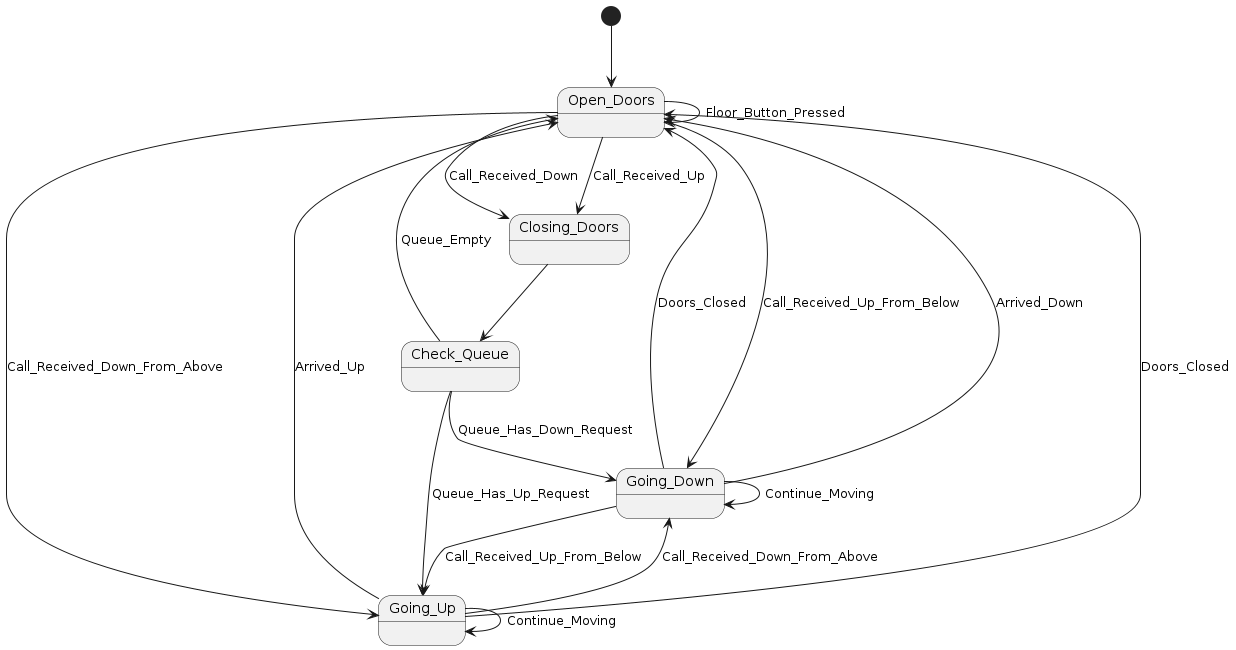 Open_Doors
Floor_Button_Pressed
Call_Received_Down
Call_Received_Up
Closing_Doors
Queue_Empty
Doors_Closed
Call_Received_Up_From_Below
Arrived_Down
Check_Queue
Call_Received_Down_From_Above
Arrived_Up
Doors_Closed
Queue_Has_Down_Request
Going_Down
Queue_Has_Up_Request
Continue_Moving
Call_Received_Up_From_Below
Call_Received_Down_From_Above
Going_Up
Continue_Moving